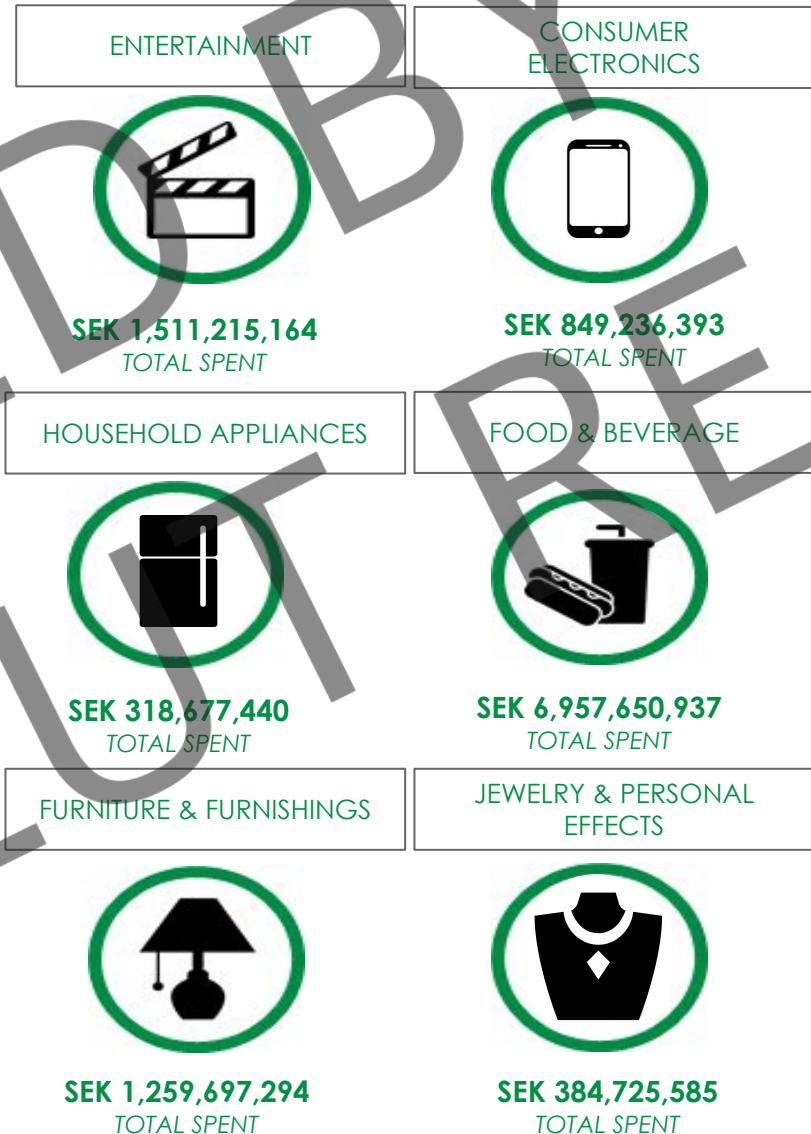 ENTERTAINMENT
CONSUMER
ELECTRONICS
SEK 1,511,215,164
TOTAL SPENT
SEK 849,236,393
TOTAL SPENT
HOUSEHOLD APPLIANCES
FOOD & BEVERAGE
SEK 318,677,440
TOTAL SPENT
SEK 6,957,650,937
TOTAL SPENT
FURNITURE & FURNISHINGS
JEWELRY & PERSONAL
EFFECTS
SEK 1,259,697,294
TOTAL SPENT
SEK 384,725,585
TOTAL SPENT